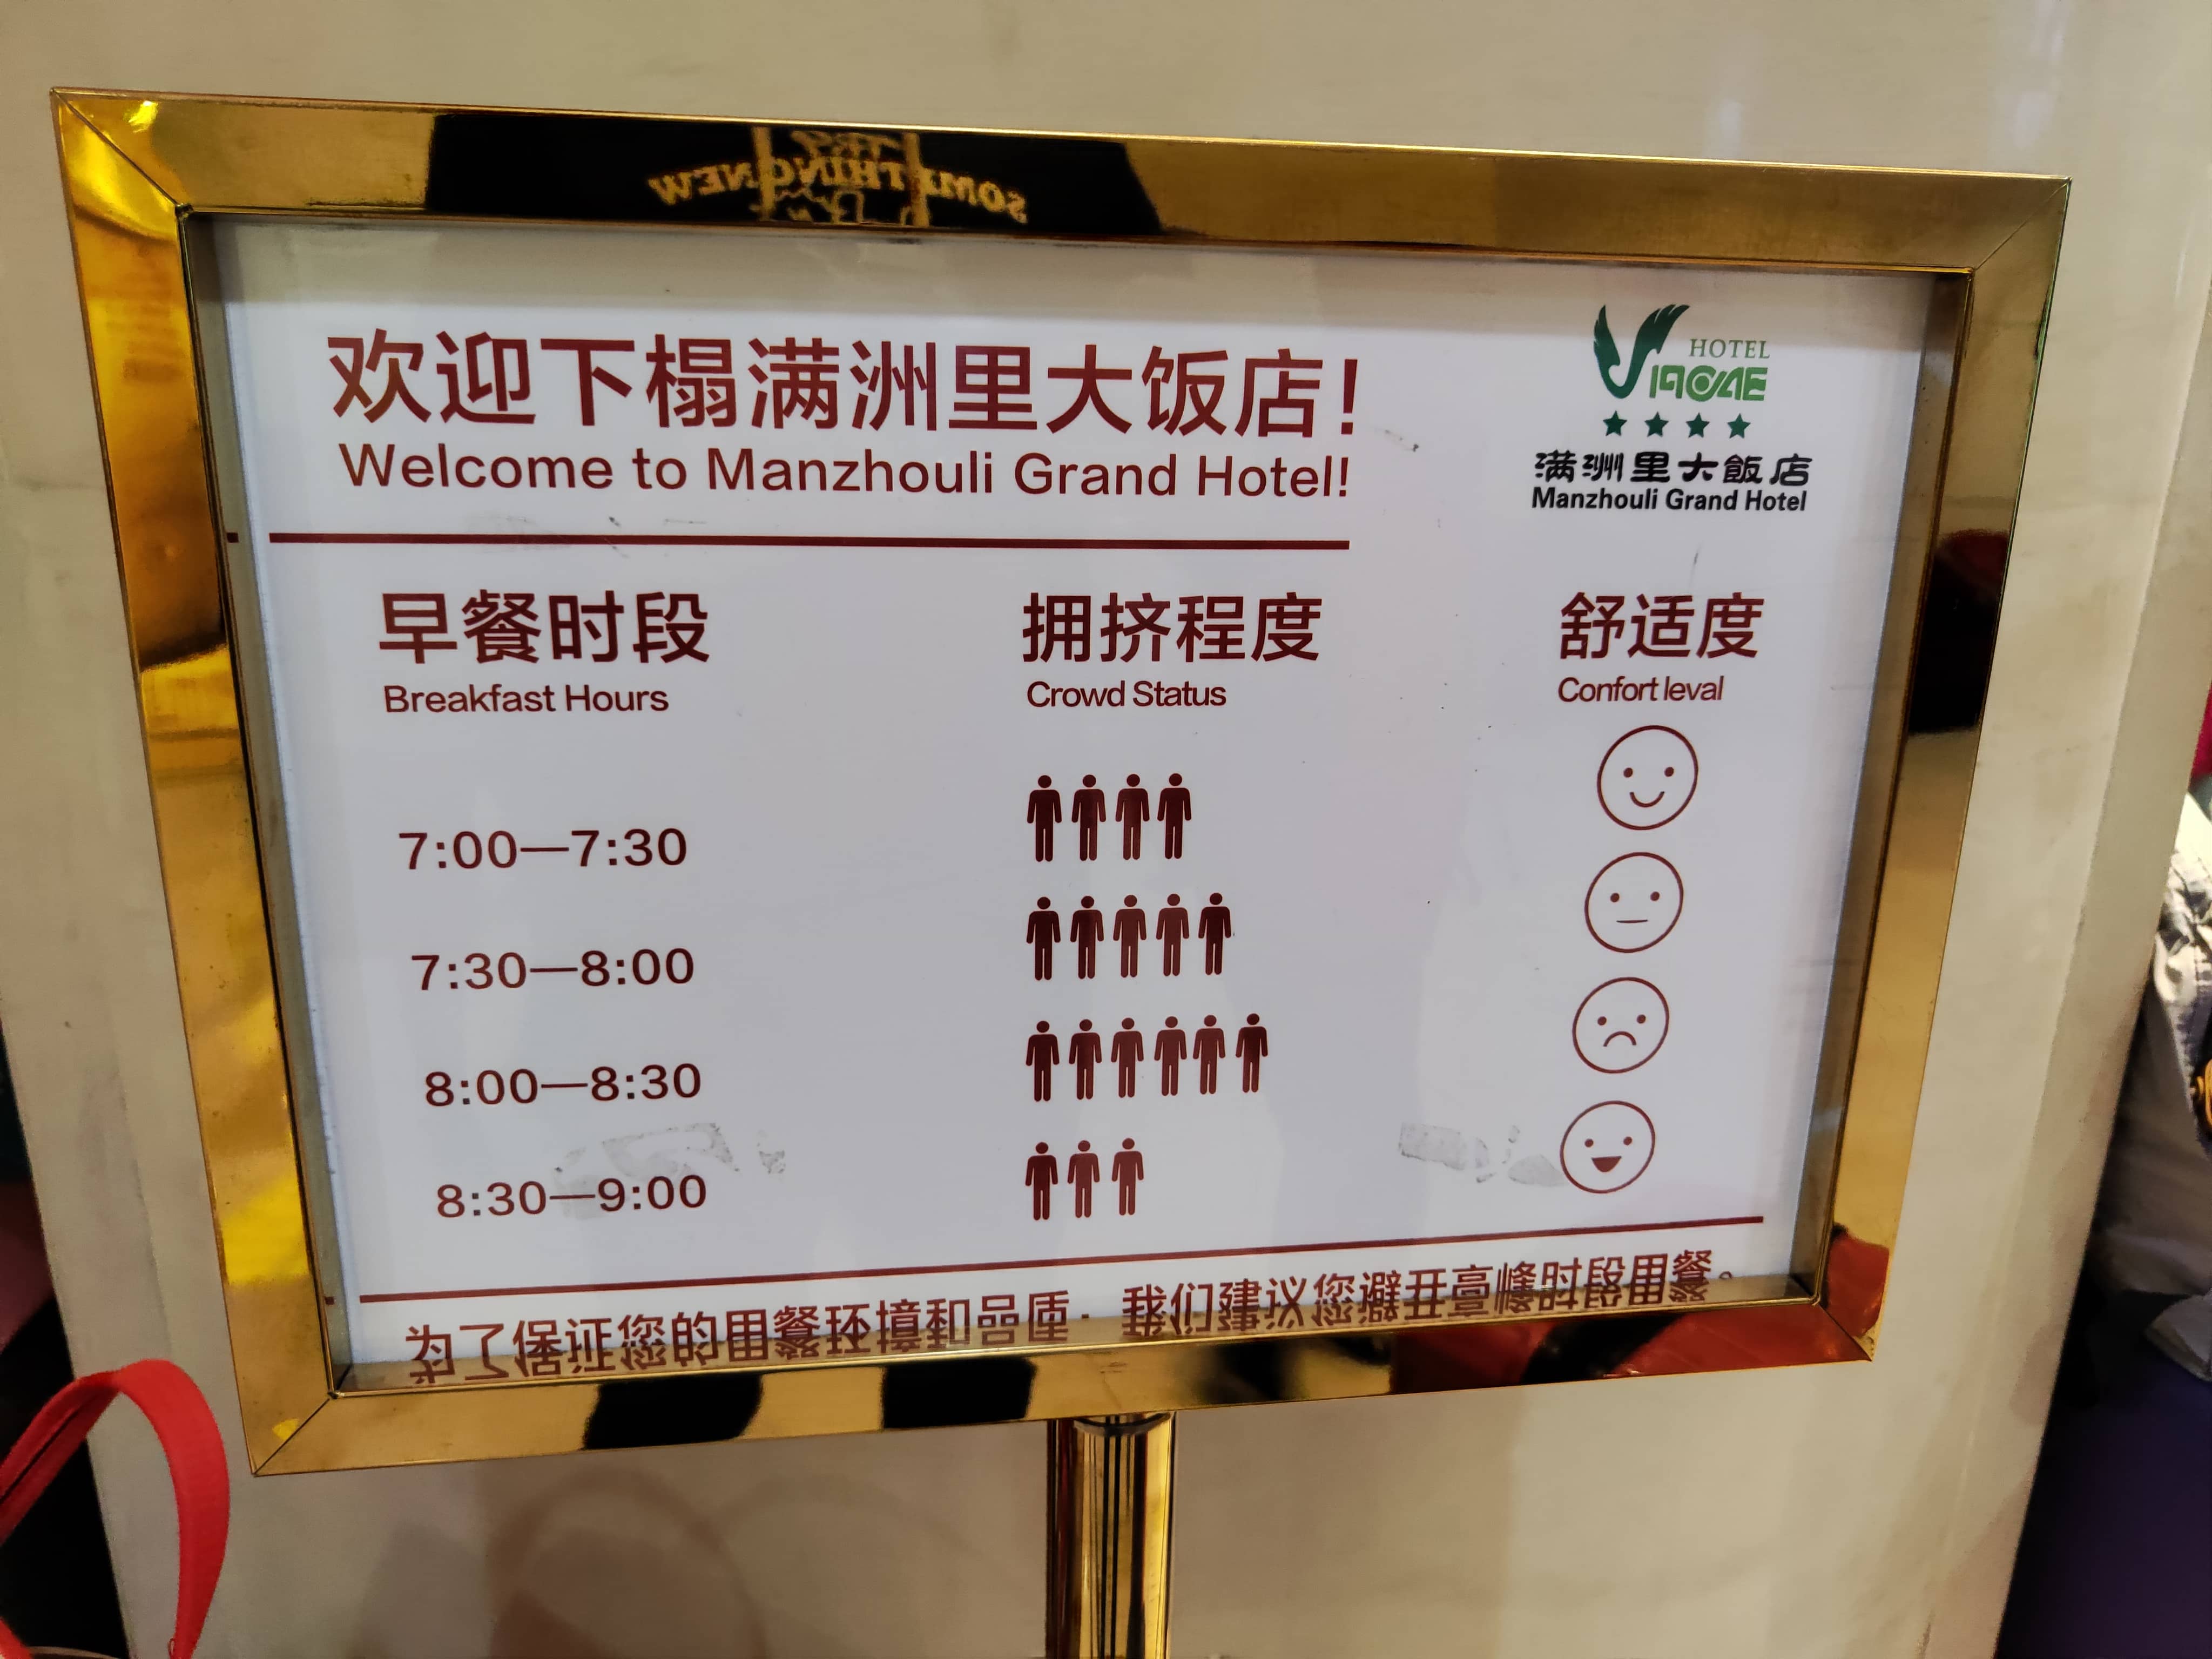 SOMETHING NEW
欢迎下榻满洲里大饭店！
Welcome to Manzhouli Grand Hotel!
HOTEL
满洲里大飯店
Manzhouli Grand Hotel
早餐时段 拥挤程度 舒适度
Breakfast Hours Crowd Status Confort leval
7:00—7:30
7:30—8:00
8:00—8:30
8:30—9:00
为了保证您的用餐环境和品质，我们建议您避开高峰时段用餐。